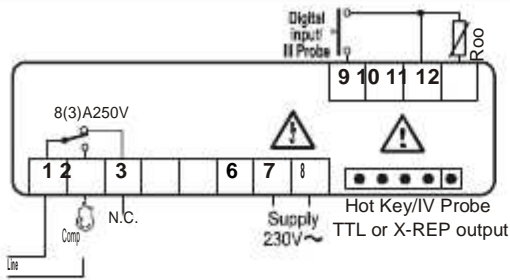 Digital
input/
III Probe
Roo
9 10 11 12
8(3)A250V
1 2 3 6 7 8
Comp
N.C.
Supply
230V~
Hot Key/IV Probe
TTL or X-REP output
Line